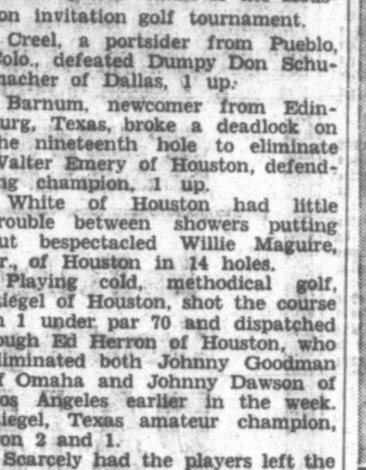 on invitation golf tournament.
Creel, a portsider from Pueblo,
olo., defeated Dumpy Don Schu-
nacher of Dallas, 1 up.
Barnum, newcomer from Edin-
urg, Texas, broke a deadlock on
he nineteenth hole to eliminate
Walter Emery of Houston, defend-
ng champion, 1 up.
White of Houston had little
rouble between showers putting
ut bespectacled Willie Maguire,
r., of Houston in 14 holes.
Playing cold, methodical golf,
iegel of Houston, shot the course
n 1 under par 70 and dispatched
ough Ed Herron of Houston, who
liminated both Johnny Goodman
f Omaha and Johnny Dawson of
os Angeles earlier in the week.
iegel, Texas amateur champion,
on 2 and 1.
Scarcely had the players left the